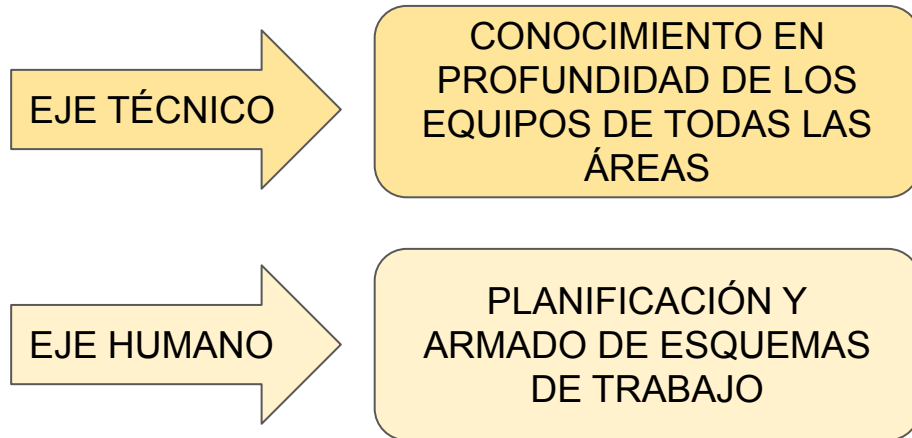 EJE TÉCNICO
CONOCIMIENTO EN
PROFUNDIDAD DE LOS
EQUIPOS DE TODAS LAS
ÁREAS
EJE HUMANO
PLANIFICACIÓN Y
ARMADO DE ESQUEMAS
DE TRABAJO